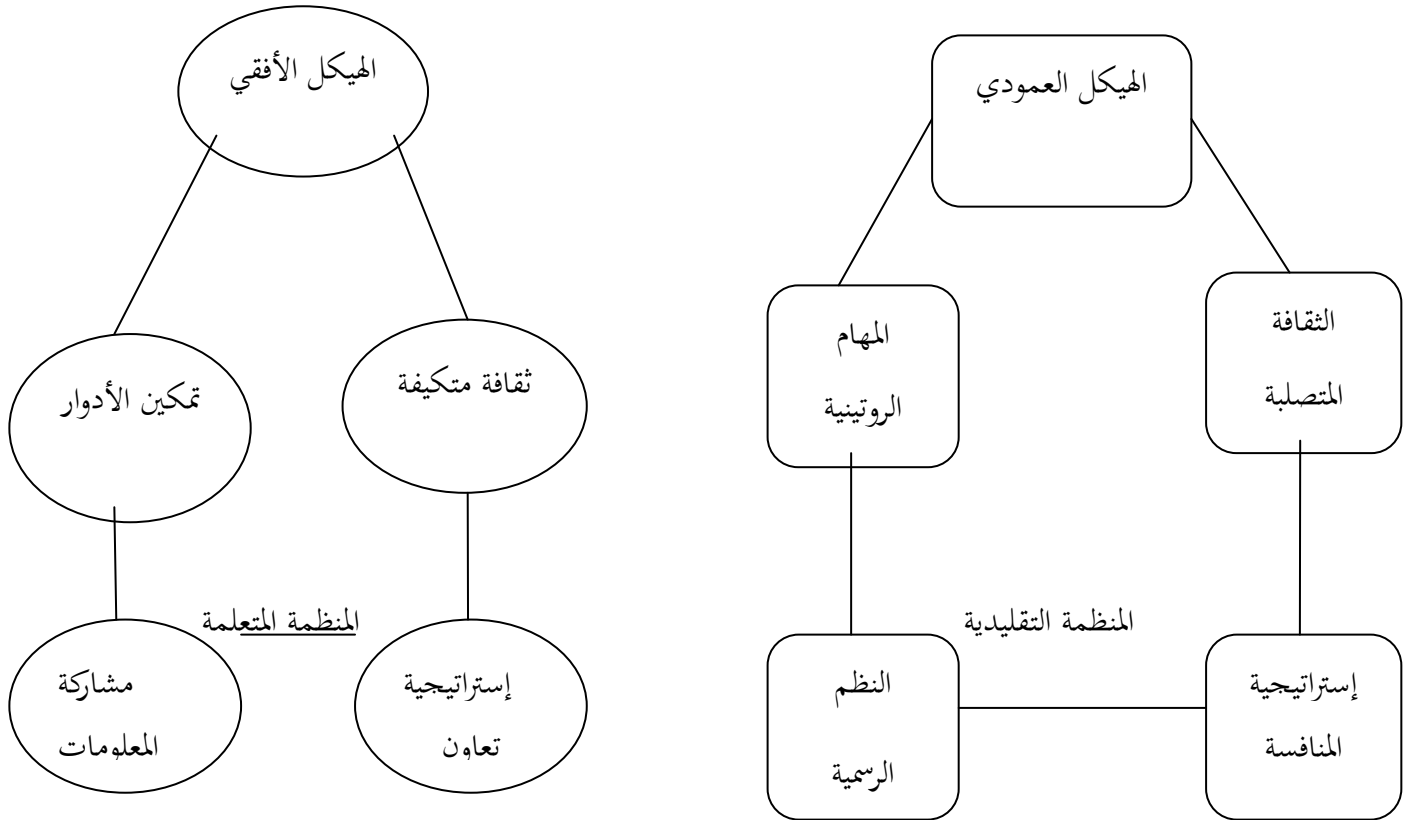 الهيكل العمودي
الثقافة
المتصلبة
المهام
الروتينية
المنظمة التقليدية
إستراتيجية
المنافسة
النظم
الرسمية
الهيكل الأفقي
ثقافة متكيفة
تمكين الأدوار
المنظمة المتعلمة
إستراتيجية
تعاون
مشاركة
المعلومات